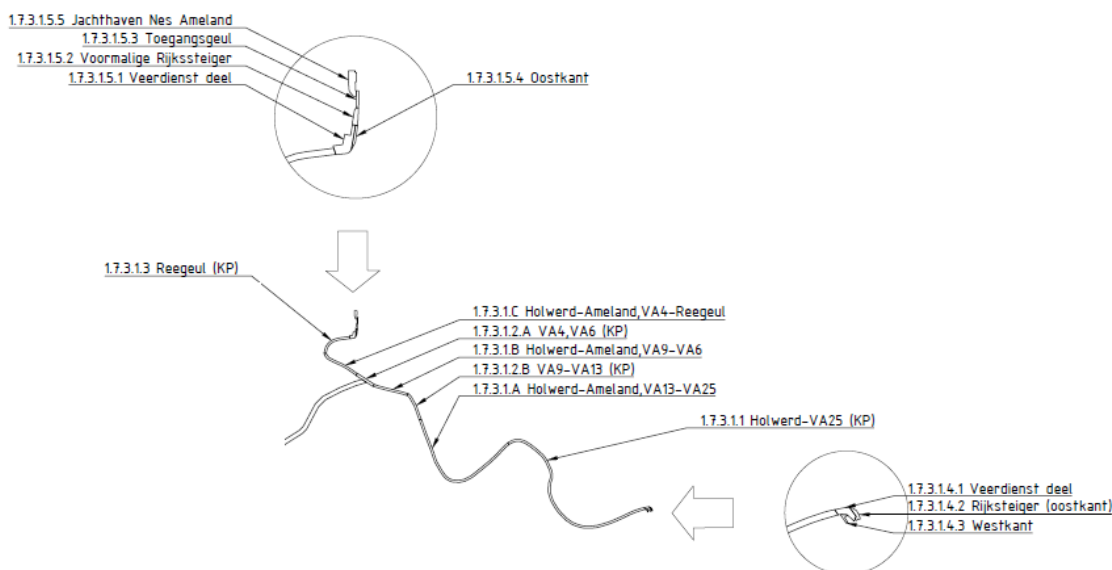 1.7.3.1.5.5 Jachthaven Nes Ameland
1.7.3.1.5.3 Toegangsgeul
1.7.3.1.5.2 Voormalige Rijkssteiger
1.7.3.1.5.1 Veerdienst deel
1.7.3.1.5.4 Oostkant
1.7.3.1.3 Reegeul (KP)
1.7.3.1.C Holwerd-Ameland,VA4-Reegeul
1.7.3.1.2.A VA4,VA6 (KP)
1.7.3.1.B Holwerd-Ameland,VA9-VA6
1.7.3.1.2.B VA9-VA13 (KP)
1.7.3.1.A Holwerd-Ameland,VA13-VA25
1.7.3.1.1 Holwerd-VA25 (KP)
1.7.3.1.4.1 Veerdienst deel
1.7.3.1.4.2 Rijksteiger (oostkant)
1.7.3.1.4.3 Westkant